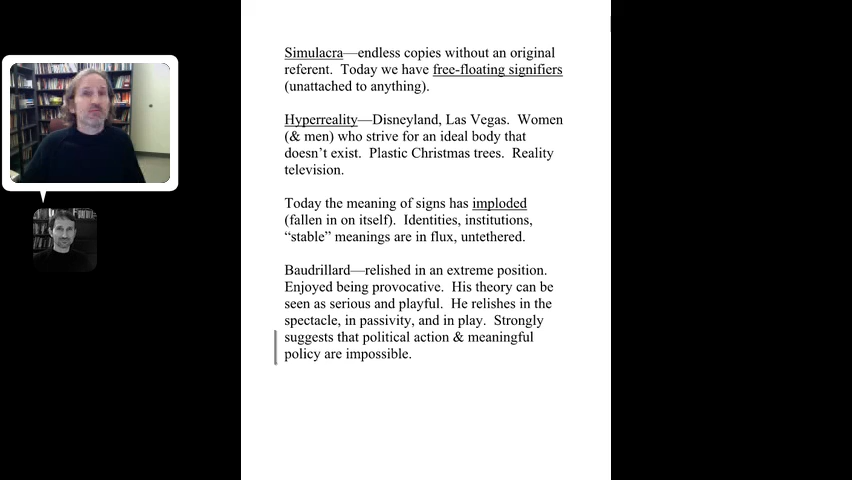 Simulacra—endless copies without an original
referent.  Today we have free-floating signifiers
(unattached to anything).
Hyperreality—Disneyland, Las Vegas.  Women
(& men) who strive for an ideal body that
doesn’t exist.  Plastic Christmas trees.  Reality
television.
Today the meaning of signs has imploded
(fallen in on itself).  Identities, institutions,
“stable” meanings are in flux, untethered.
Baudrillard—relished in an extreme position.
Enjoyed being provocative.  His theory can be
seen as serious and playful.  He relishes in the
spectacle, in passivity, and in play.  Strongly
suggests that political action & meaningful
policy are impossible.